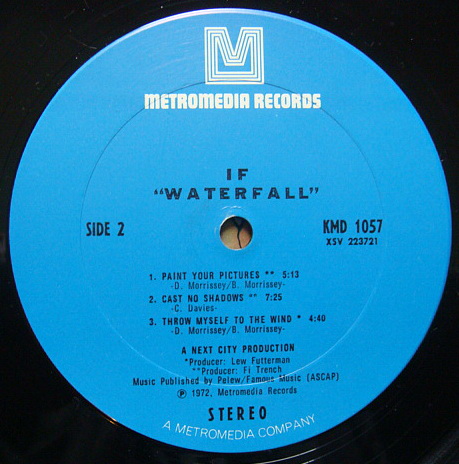 M
METROMEDIA RECORDS
IF
"WATERFALL"
SIDE 2
KMD 1057
XSV 223721
1. PAINT YOUR PICTURES ** 5:13
-D. Morrissey/B. Morrissey-
2. CAST NO SHADOWS ** 7:25
-C. Davies-
3. THROW MYSELF TO THE WIND * 4:40
-D. Morrissey/B. Morrissey-
A NEXT CITY PRODUCTION
*Producer: Lew Futterman
**Producer: Fi Trench
Music Published by Pelew/Famous Music (ASCAP)
℗ 1972, Metromedia Records
STEREO
A METROMEDIA COMPANY